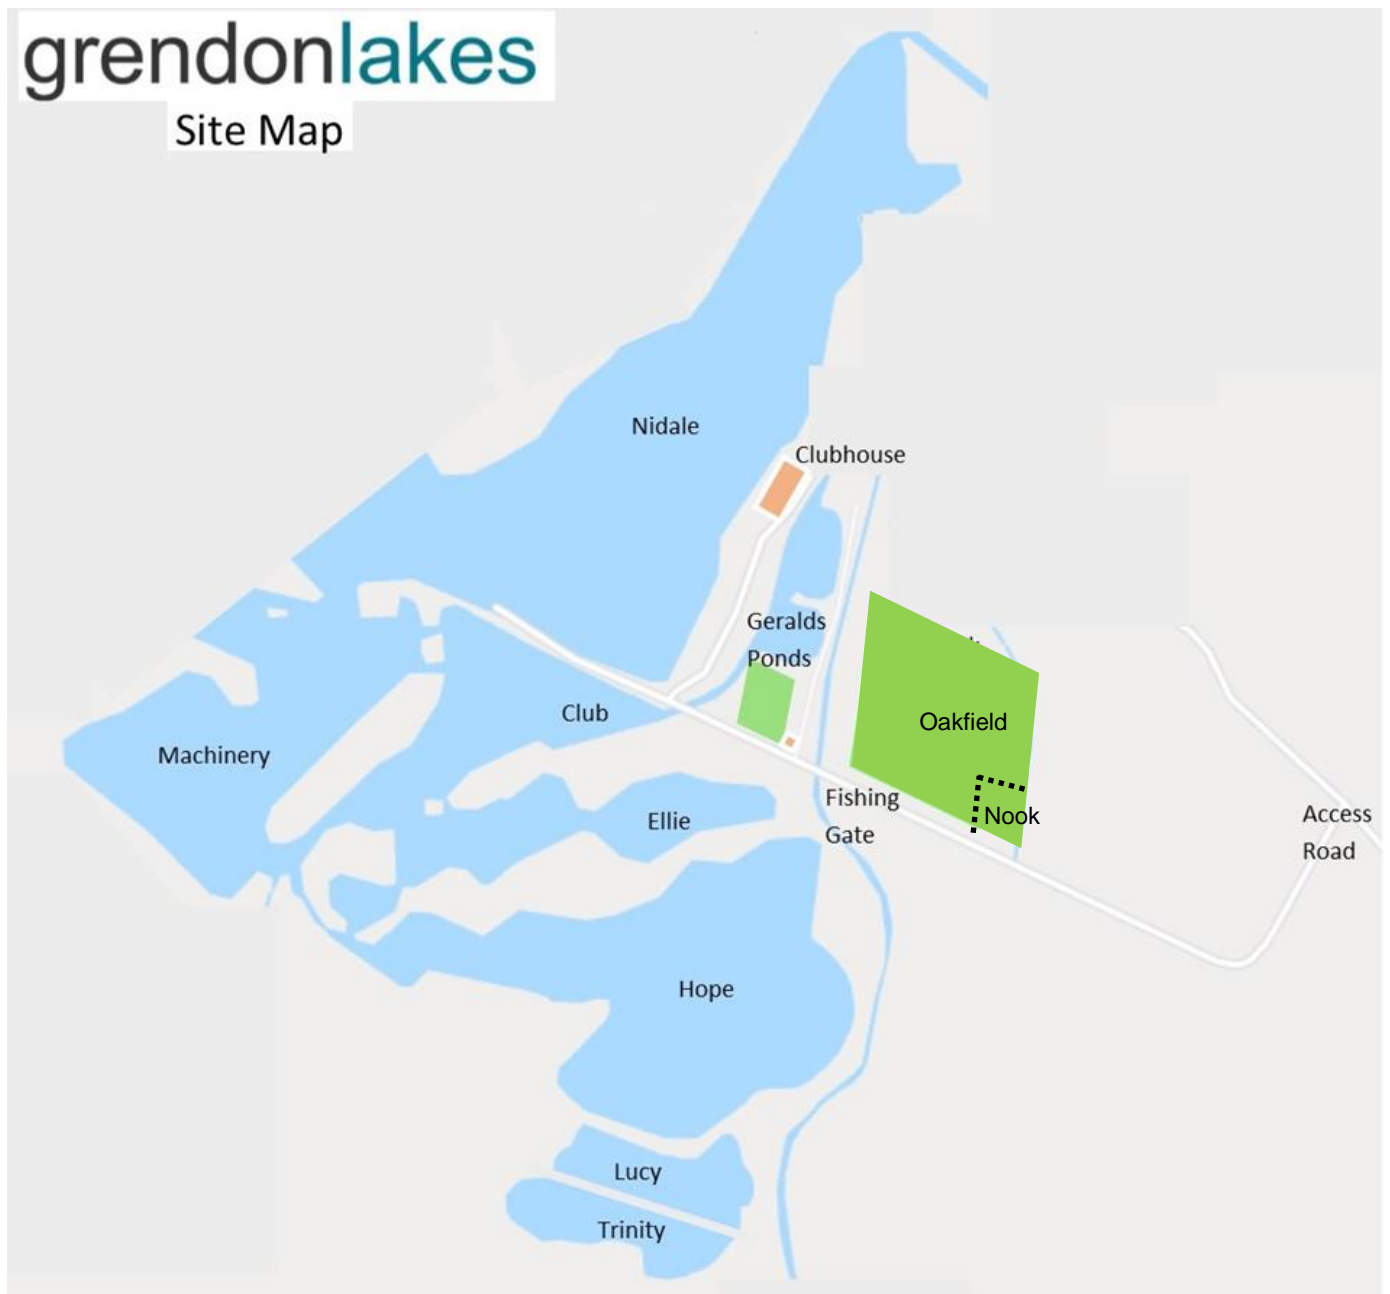 grendonlakes
Site Map
Nidale
Clubhouse
Geralds
Ponds
Club
Oakfield
Machinery
Fishing
Gate
Nook
Ellie
Access
Road
Hope
Lucy
Trinity